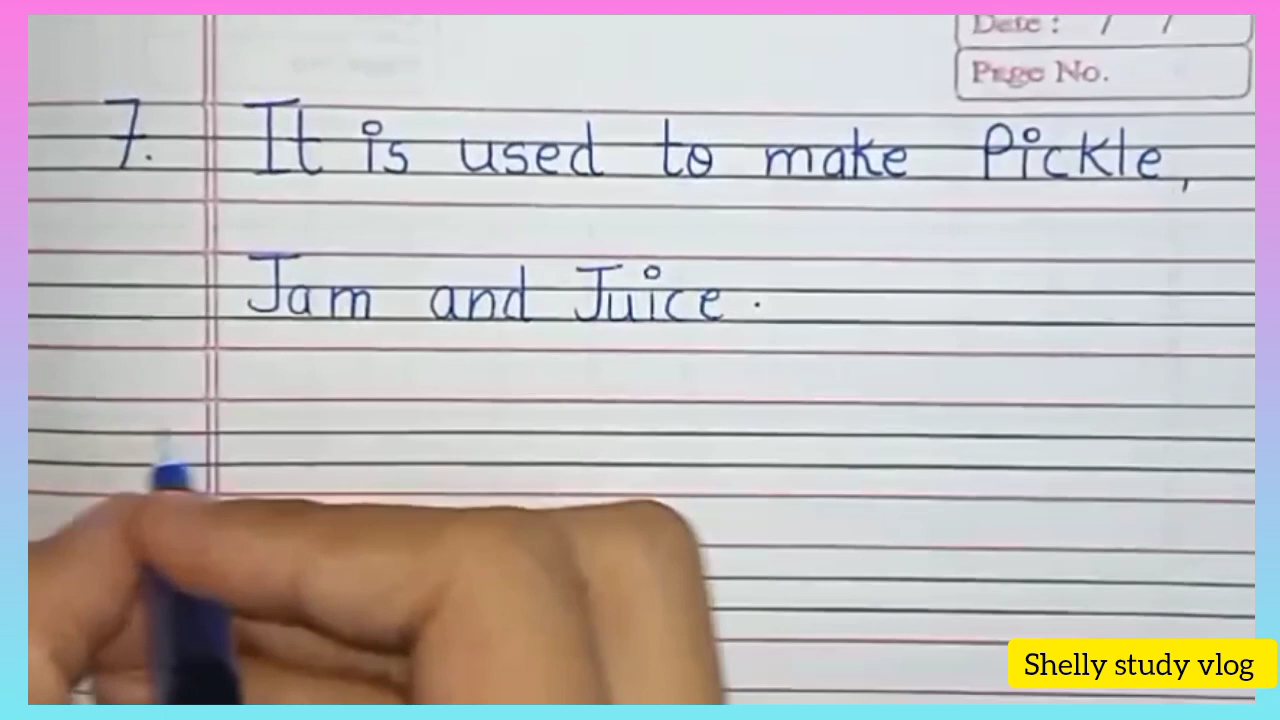 Date : / /
Page No.
7. It is used to make Pickle,
Jam and Juice.
Shelly study vlog